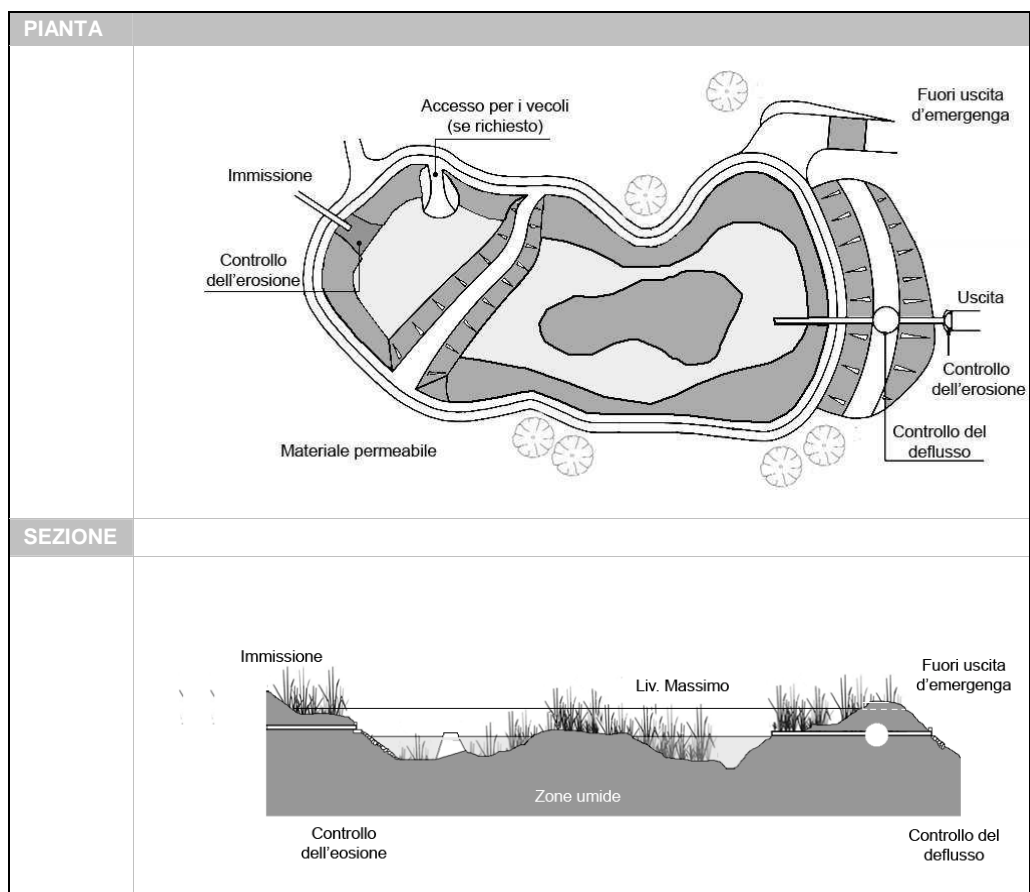 PIANTA
Accesso per i vecoli
(se richiesto)
Fuori uscita
d'emergenga
Immissione
Controllo
dell'erosione
Uscita
Controllo
dell'erosione
Controllo del
deflusso
Materiale permeabile
SEZIONE
Immissione
Liv. Massimo
Fuori uscita
d'emergenga
Zone umide
Controllo
dell'eosione
Controllo del
deflusso